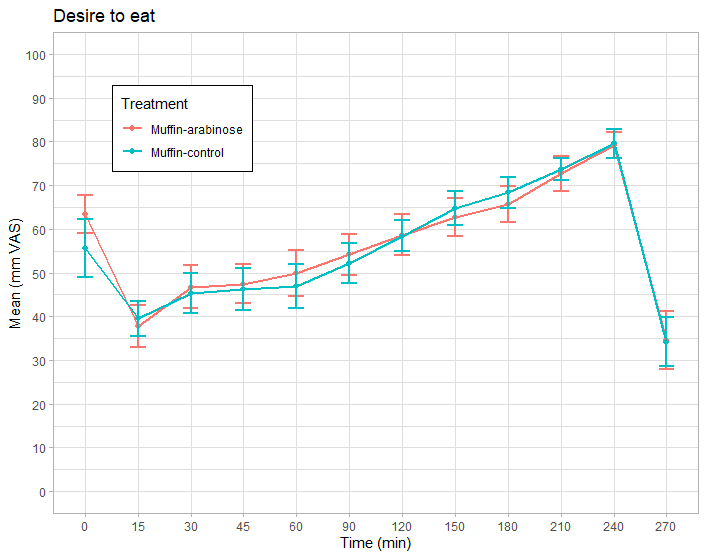 Desire to eat
Treatment
Muffin-arabinose
Muffin-control
Mean (mm VAS)
100
90
80
70
60
50
40
30
20
10
0
0 15 30 45 60 90 120 150 180 210 240 270
Time (min)